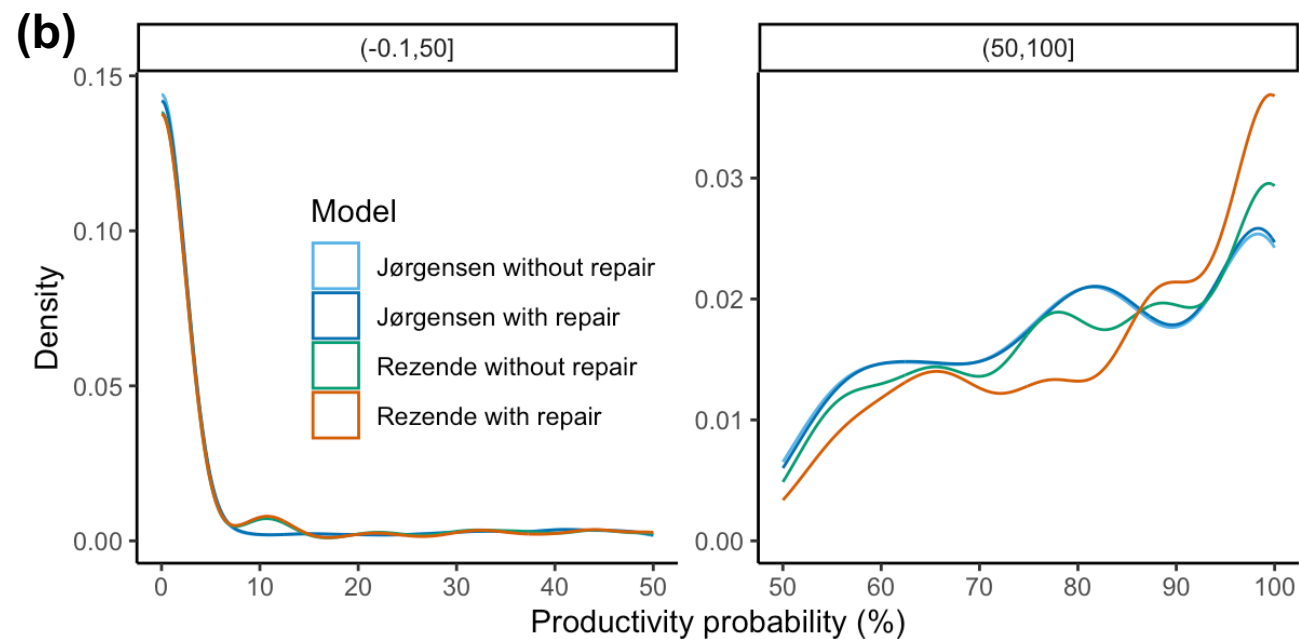 (b)
(-0.1,50]
(50,100]
0.15
0.10
0.05
0.00
Density
Model
Jørgensen without repair
Jørgensen with repair
Rezende without repair
Rezende with repair
0.03
0.02
0.01
0.00
0 10 20 30 40 50
50 60 70 80 90 100
Productivity probability (%)